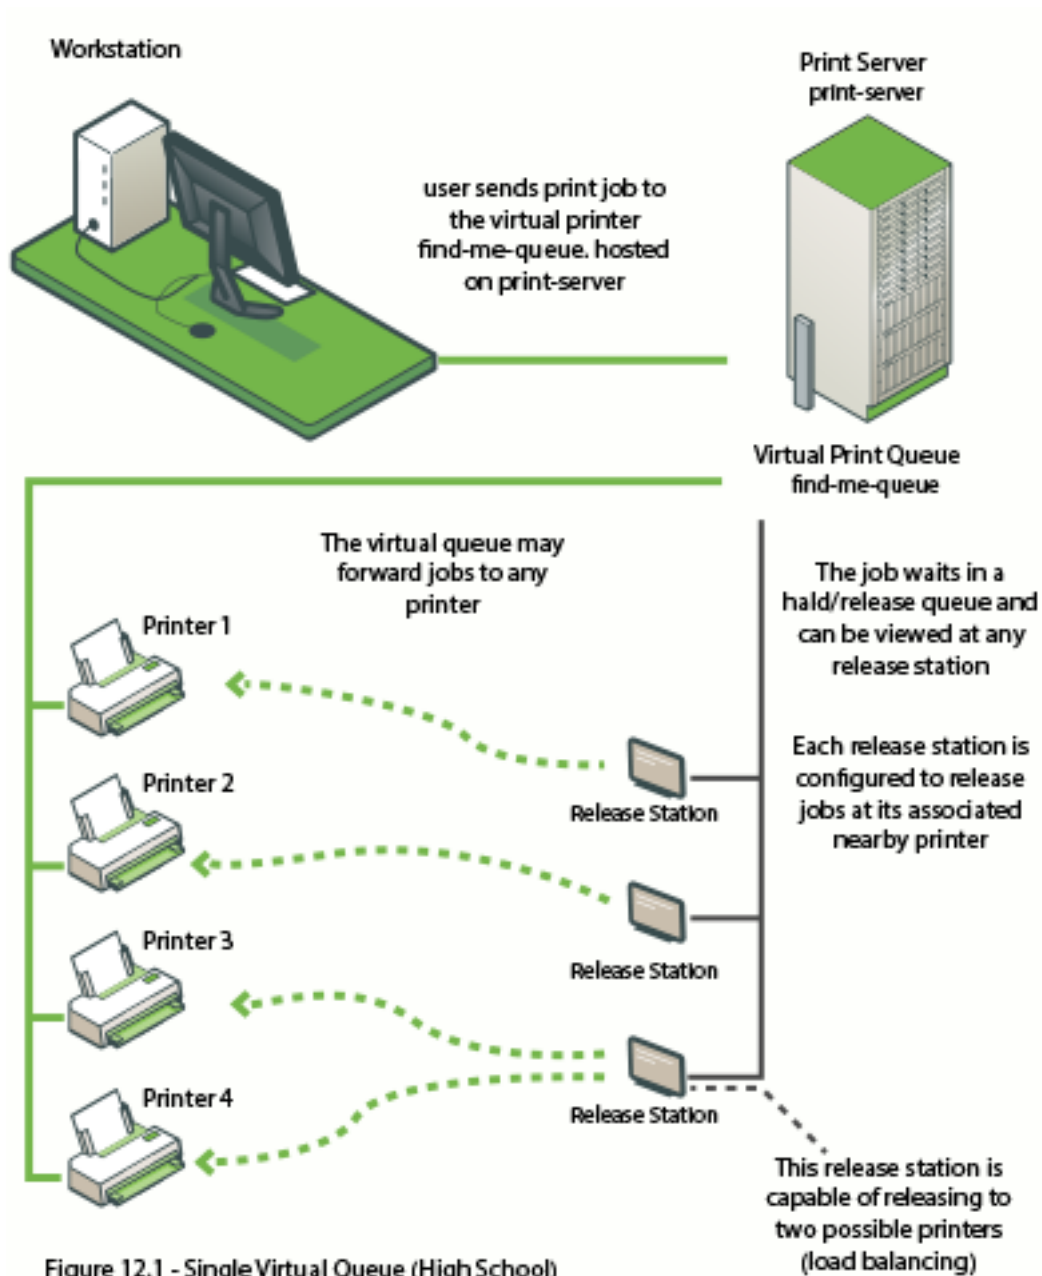 Workstation
Print Server
print-server
user sends print job to
the virtual printer
find-me-queue. hosted
on print-server
Virtual Print Queue
find-me-queue
The virtual queue may
forward jobs to any
printer
The job waits in a
hald/release queue and
can be viewed at any
release station
Printer 1
Each release station is
configured to release
jobs at its associated
nearby printer
Release Station
Printer 2
Release Station
Printer 3
Release Station
Printer 4
This release station is
capable of releasing to
two possible printers
(load balancing)
Figure 12.1 - Single Virtual Queue (High School)